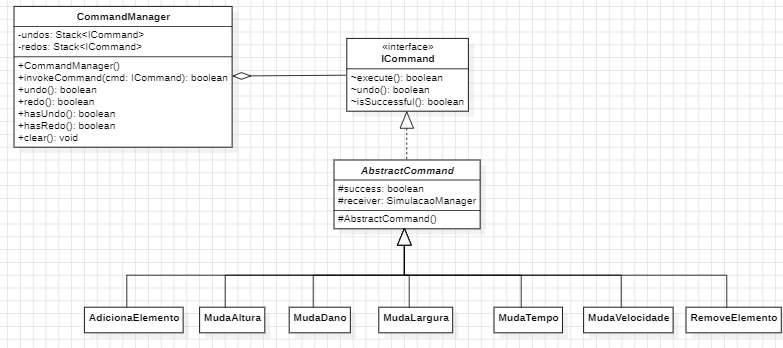 CommandManager
-undos: Stack<ICommand>
-redos: Stack<ICommand>
+CommandManager()
+invokeCommand(cmd: ICommand): boolean
+undo(): boolean
+redo(): boolean
+hasUndo(): boolean
+hasRedo(): boolean
+clear(): void
«interface»
ICommand
~execute(): boolean
~undo(): boolean
~isSuccessful(): boolean
AbstractCommand
#success: boolean
#receiver: SimulacaoManager
#AbstractCommand()
AdicionaElemento
MudaAltura
MudaDano
MudaLargura
MudaTempo
MudaVelocidade
RemoveElemento